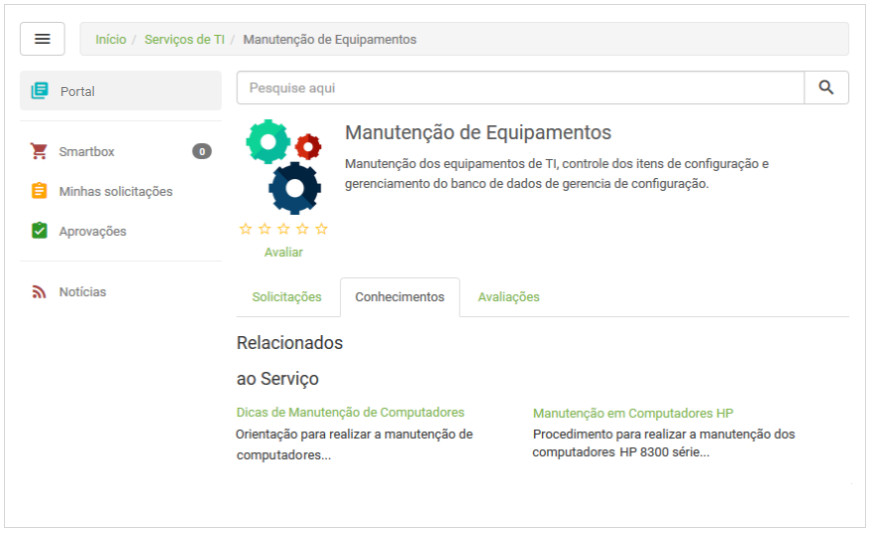 Início / Serviços de TI / Manutenção de Equipamentos
Portal
Smartbox 0
Minhas solicitações
Aprovações
Notícias
Pesquise aqui
Manutenção de Equipamentos
Manutenção dos equipamentos de TI, controle dos itens de configuração e
gerenciamento do banco de dados de gerencia de configuração.
Avaliar
Solicitações Conhecimentos Avaliações
Relacionados
ao Serviço
Dicas de Manutenção de Computadores
Orientação para realizar a manutenção de
computadores...
Manutenção em Computadores HP
Procedimento para realizar a manutenção dos
computadores HP 8300 série...